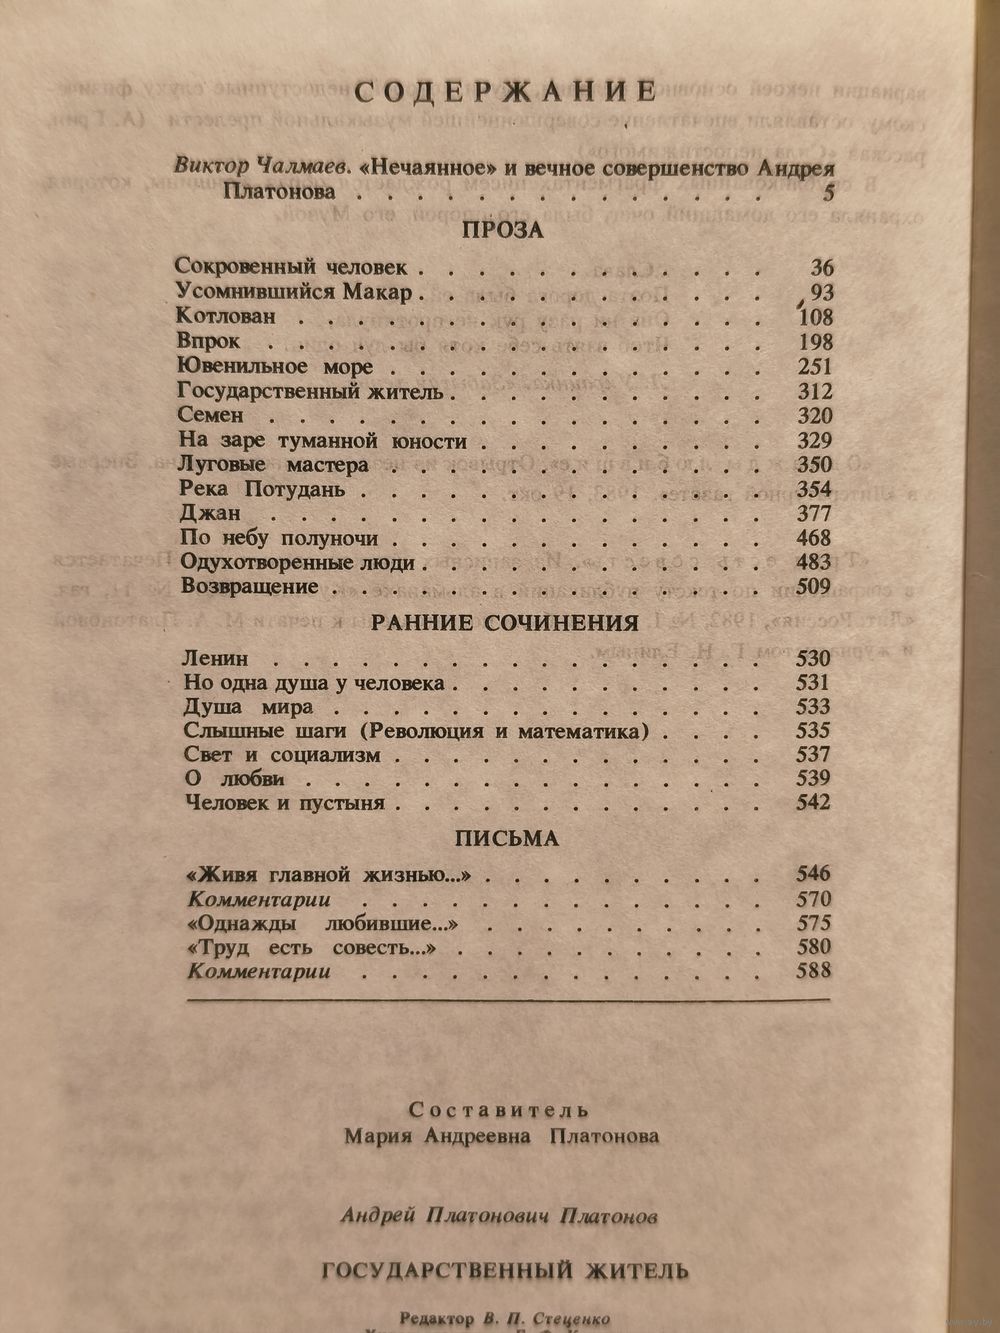 СОДЕРЖАНИЕ
Виктор Чалмаев. «Нечаянное» и вечное совершенство Андрея
Платонова . . . . . . . . . . . . . . 5
ПРОЗА
Сокровенный человек . . . . . . . . . . . . 36
Усомнившийся Макар . . . . . . . . . . . . 93
Котлован . . . . . . . . . . . . . . . . 108
Впрок . . . . . . . . . . . . . . . . . 198
Ювенильное море . . . . . . . . . . . . . 251
Государственный житель . . . . . . . . . . . 312
Семен . . . . . . . . . . . . . . . . . 320
На заре туманной юности . . . . . . . . . . 329
Луговые мастера . . . . . . . . . . . . . 350
Река Потудань . . . . . . . . . . . . . . 354
Джан . . . . . . . . . . . . . . . . . 377
По небу полуночи . . . . . . . . . . . . . 468
Одухотворенные люди . . . . . . . . . . . . 483
Возвращение . . . . . . . . . . . . . . . 509
РАННИЕ СОЧИНЕНИЯ
Ленин . . . . . . . . . . . . . . . . . 530
Но одна душа у человека . . . . . . . . . . . 531
Душа мира . . . . . . . . . . . . . . . 533
Слышные шаги (Революция и математика) . . . . 535
Свет и социализм . . . . . . . . . . . . . 537
О любви . . . . . . . . . . . . . . . . 539
Человек и пустыня . . . . . . . . . . . . . 542
ПИСЬМА
«Живя главной жизнью...» . . . . . . . . . . 546
Комментарии . . . . . . . . . . . . . . 570
«Однажды любившие...» . . . . . . . . . . 575
«Труд есть совесть...» . . . . . . . . . . . 580
Комментарии . . . . . . . . . . . . . . 588
Составитель
Мария Андреевна Платонова
Андрей Платонович Платонов
ГОСУДАРСТВЕННЫЙ ЖИТЕЛЬ
Редактор В. П. Стеценко